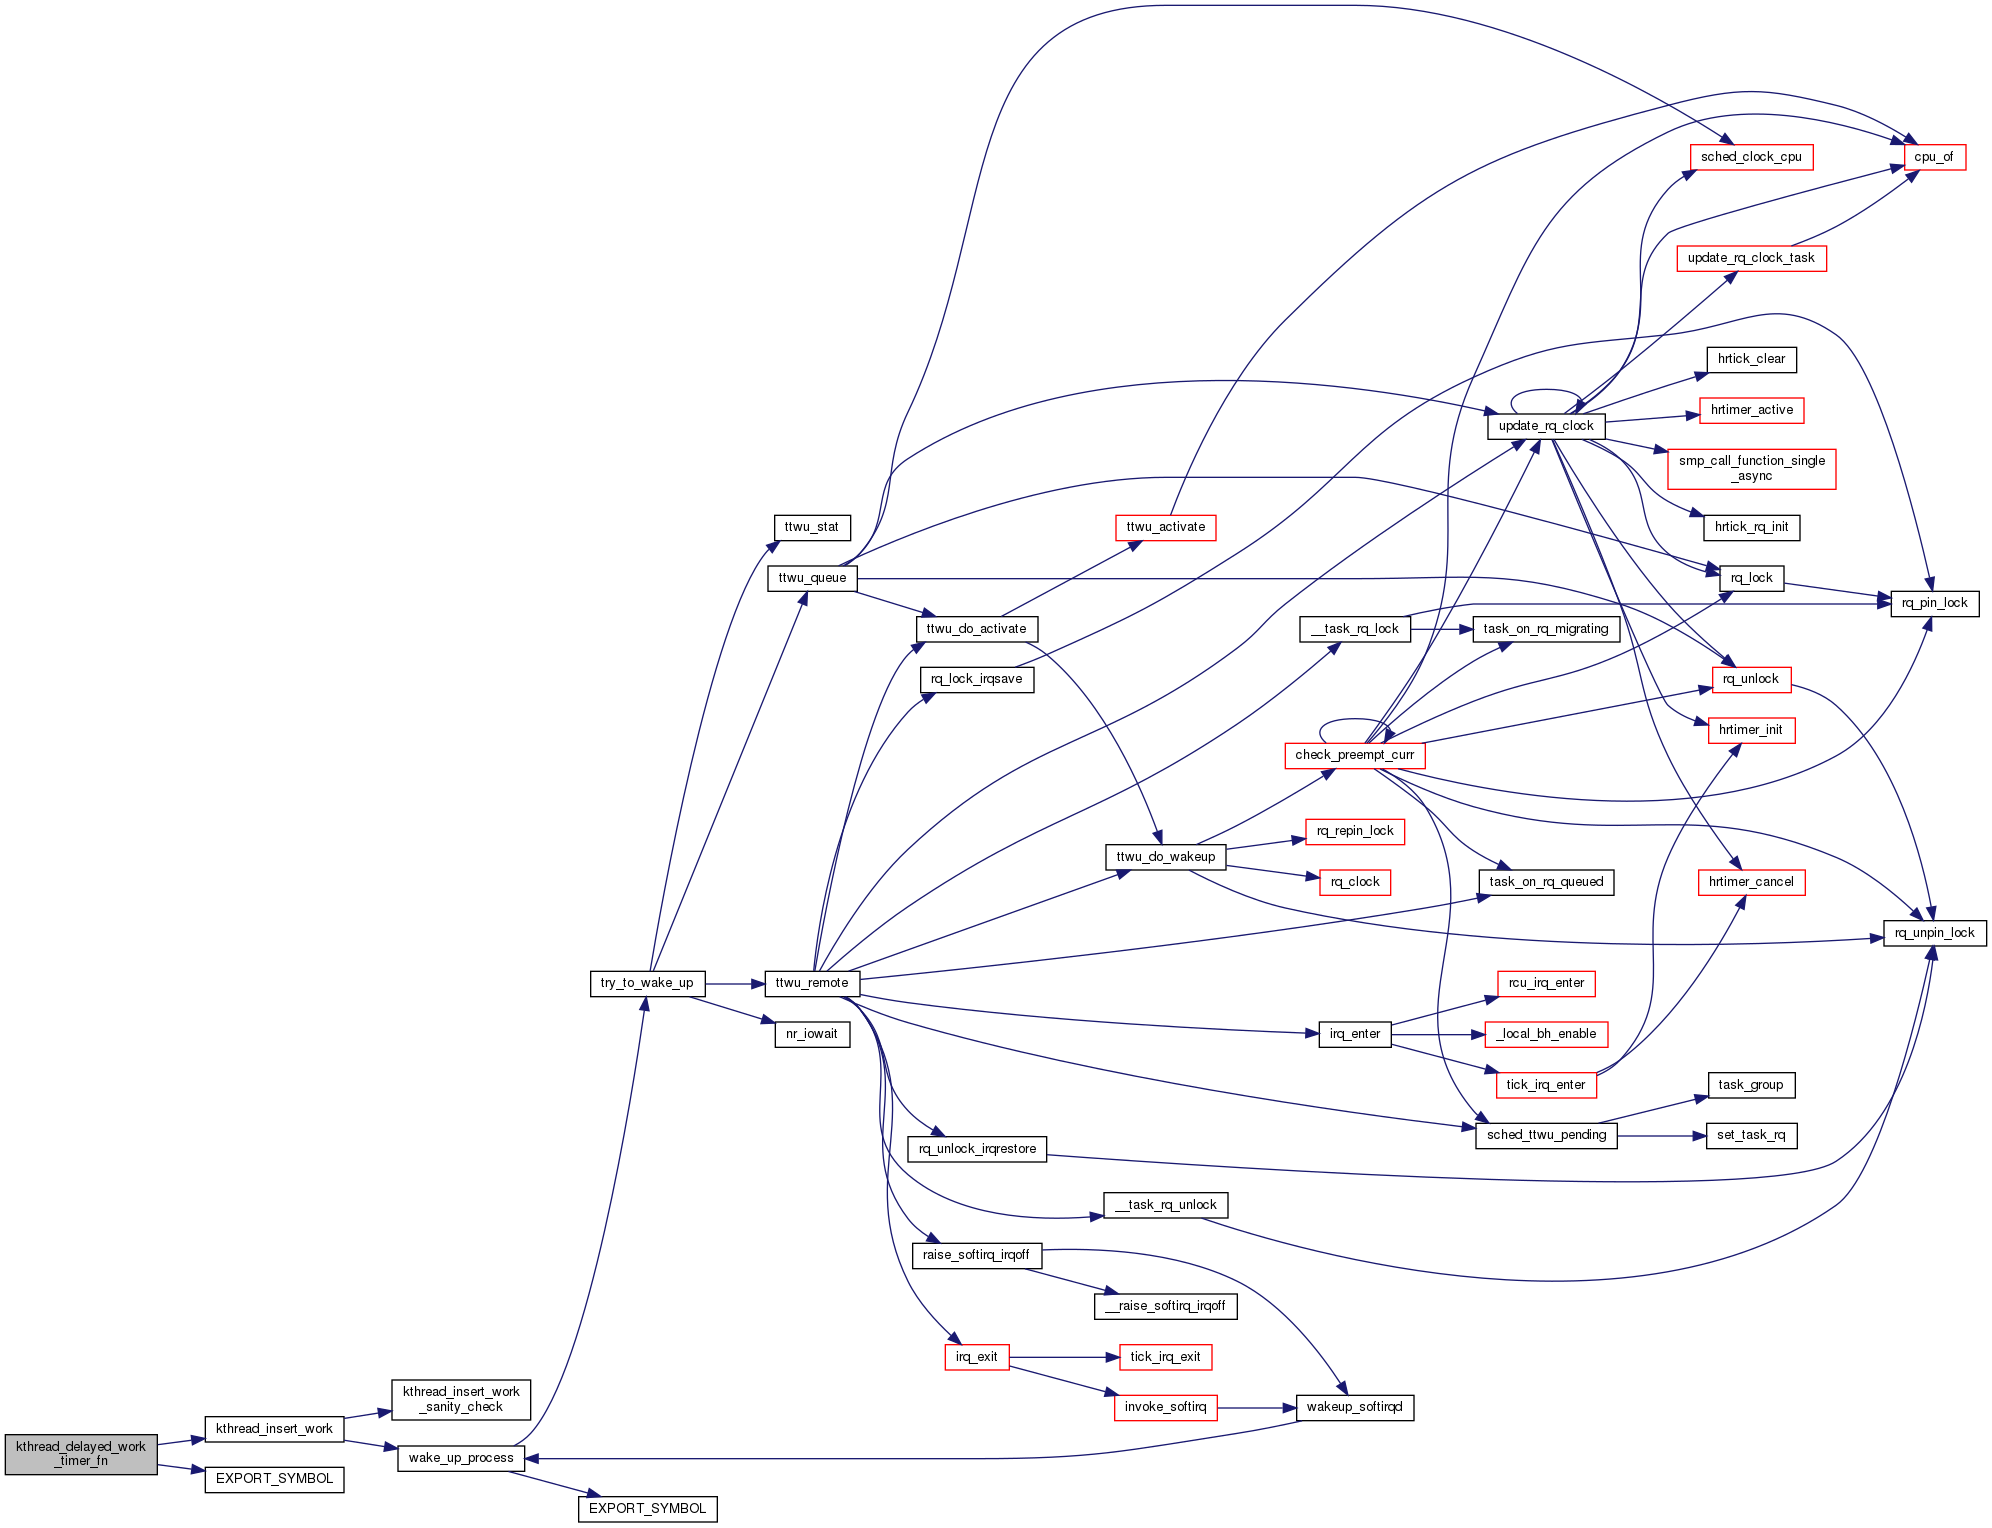 sched_clock_cpu
cpu_of
update_rq_clock_task
hrtick_clear
hrtimer_active
update_rq_clock
smp_call_function_single
_async
ttwu_stat
ttwu_activate
hrtick_rq_init
ttwu_queue
rq_lock
rq_pin_lock
ttwu_do_activate
__task_rq_lock
task_on_rq_migrating
rq_lock_irqsave
rq_unlock
hrtimer_init
check_preempt_curr
rq_repin_lock
ttwu_do_wakeup
rq_clock
task_on_rq_queued
hrtimer_cancel
rq_unpin_lock
try_to_wake_up
ttwu_remote
rcu_irq_enter
nr_iowait
irq_enter
_local_bh_enable
tick_irq_enter
task_group
sched_ttwu_pending
set_task_rq
rq_unlock_irqrestore
__task_rq_unlock
raise_softirq_irqoff
__raise_softirq_irqoff
irq_exit
tick_irq_exit
kthread_insert_work
_sanity_check
invoke_softirq
wakeup_softirqd
kthread_insert_work
kthread_delayed_work
_timer_fn
wake_up_process
EXPORT_SYMBOL
EXPORT_SYMBOL